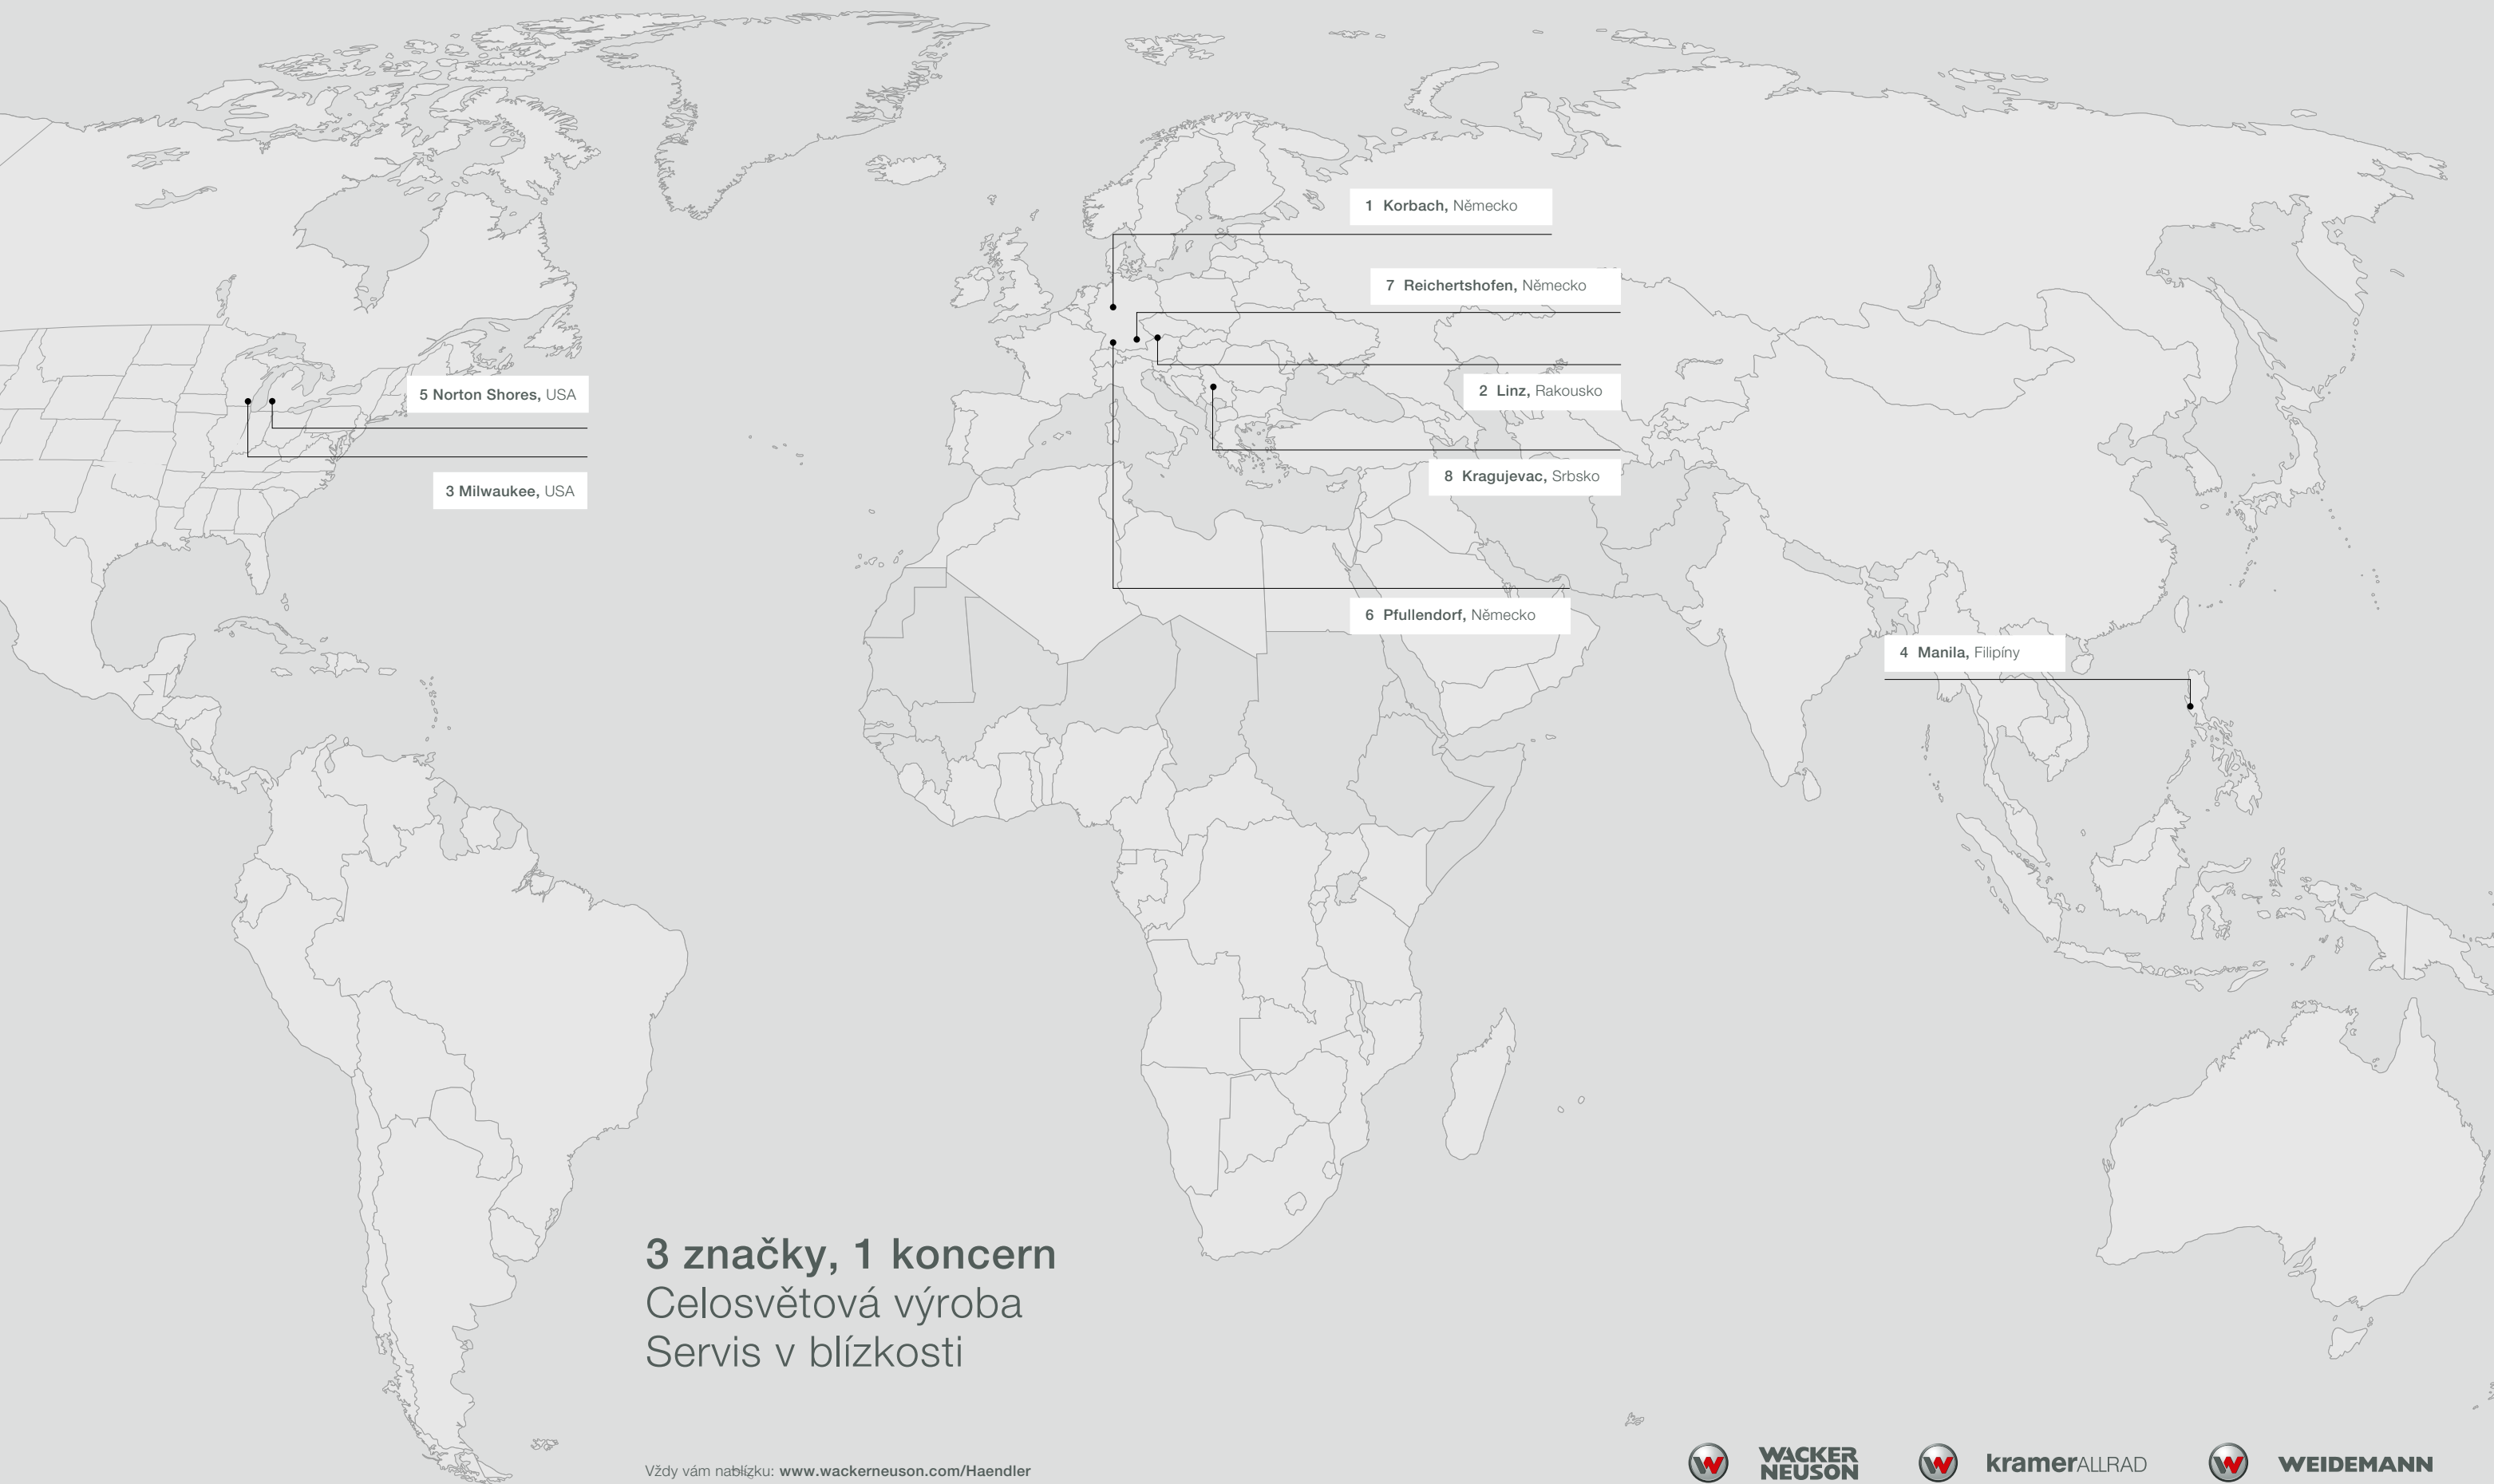 1 Korbach, Německo
7 Reichertshofen, Německo
5 Norton Shores, USA
2 Linz, Rakousko
8 Kragujevac, Srbsko
3 Milwaukee, USA
6 Pfullendorf, Německo
4 Manila, Filipíny
3 značky, 1 koncern
Celosvětová výroba
Servis v blízkosti
Vždy vám nablízku: www.wackerneuson.com/Haendler
WACKER
NEUSON
kramerALLRAD
WEIDEMANN